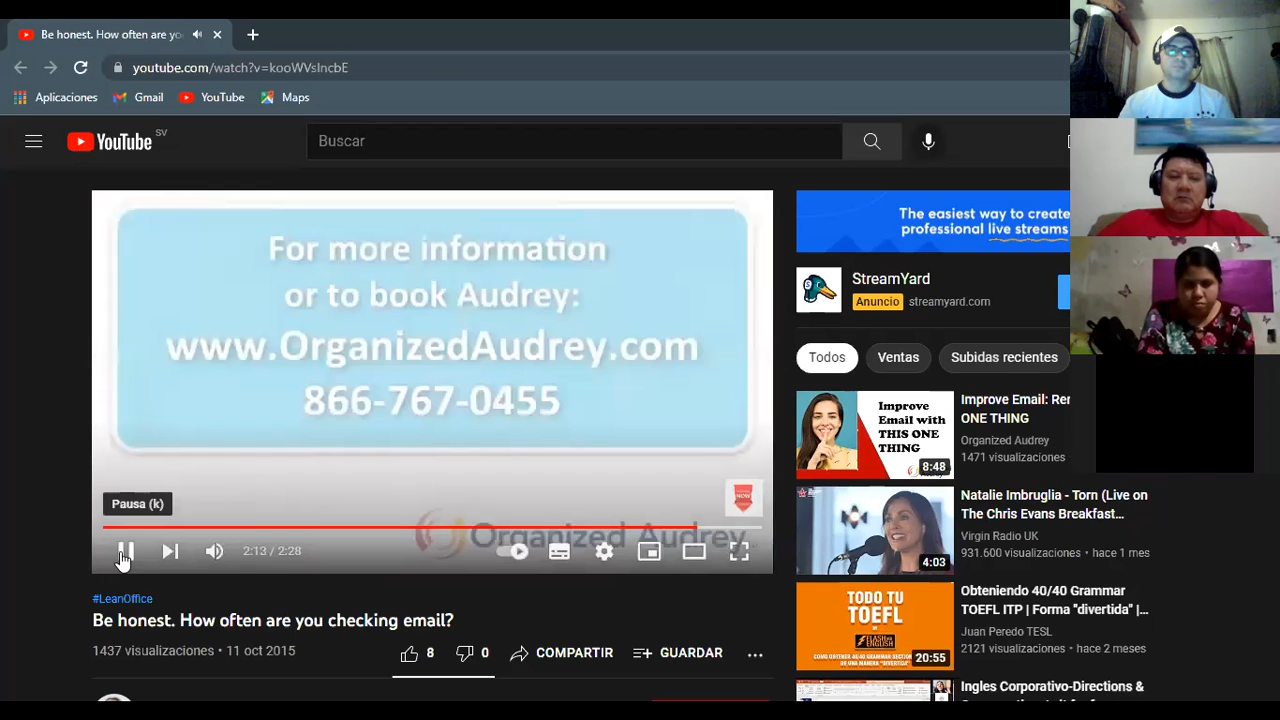 Be honest. How often are yo
youtube.com/watch?v=kooWVsIncbE
Aplicaciones
Gmail
YouTube
Maps
YouTube
SV
Buscar
For more information
or to book Audrey:
www.OrganizedAudrey.com
866-767-0455
NOW
Pausa (k)
Organized Audrey
2:13 / 2:28
#LeanOffice
Be honest. How often are you checking email?
1437 visualizaciones • 11 oct 2015
8
0
COMPARTIR
GUARDAR
The easiest way to create
professional live streams
StreamYard
Anuncio
streamyard.com
Todos
Ventas
Subidas recientes
Improve
Email with
THIS ONE
THING
8:48
Improve Email: Rer
ONE THING
Organized Audrey
1471 visualizaciones
4:03
Natalie Imbruglia - Torn (Live on
The Chris Evans Breakfast...
Virgin Radio UK
931.600 visualizaciones • hace 1 mes
TODO TU
TOEFL
FLASH
ENGLISH
20:55
Obteniendo 40/40 Grammar
TOEFL ITP | Forma "divertida" |...
Juan Peredo TESL
2121 visualizaciones • hace 2 meses
Ingles Corporativo-Directions &